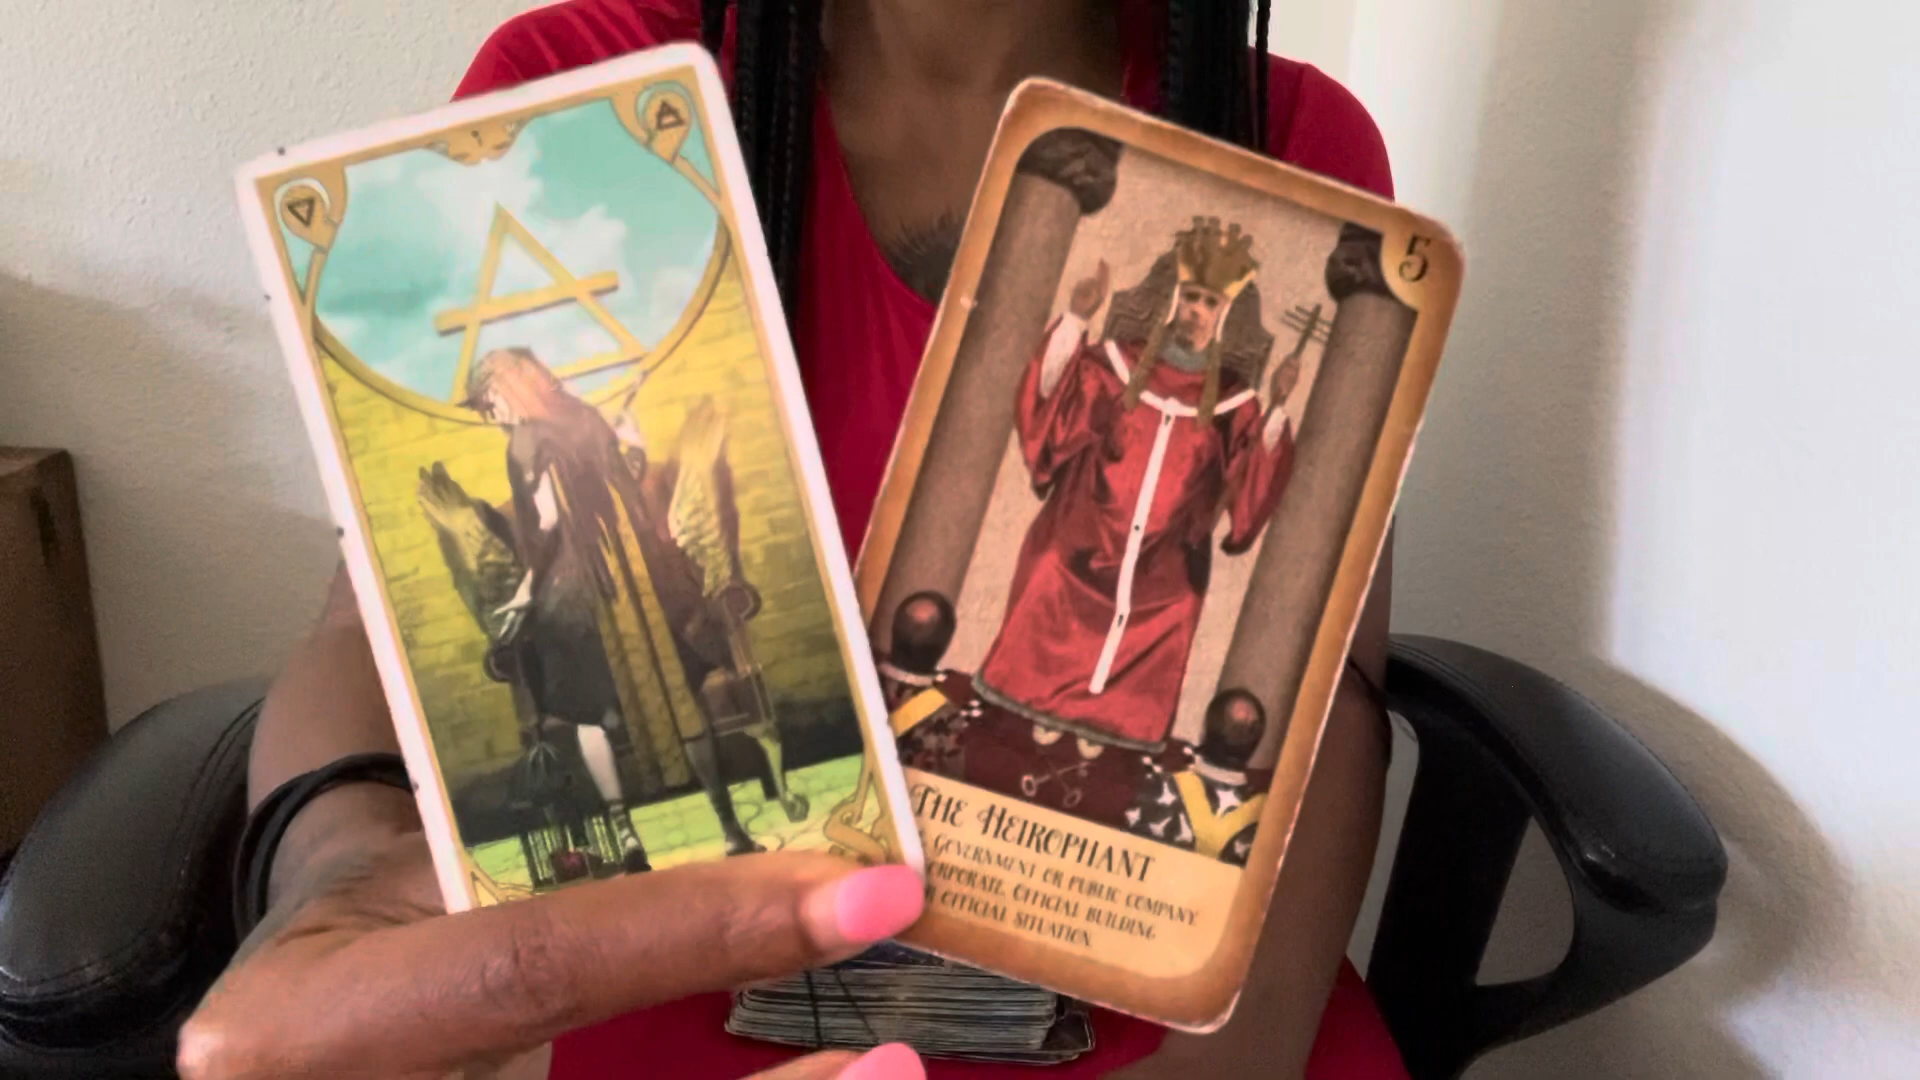 5
THE HEIROPHANT
GOVERNMENT OR PUBLIC COMPANY
CORPORATE. OFFICIAL BUILDING
OFFICIAL SITUATION.